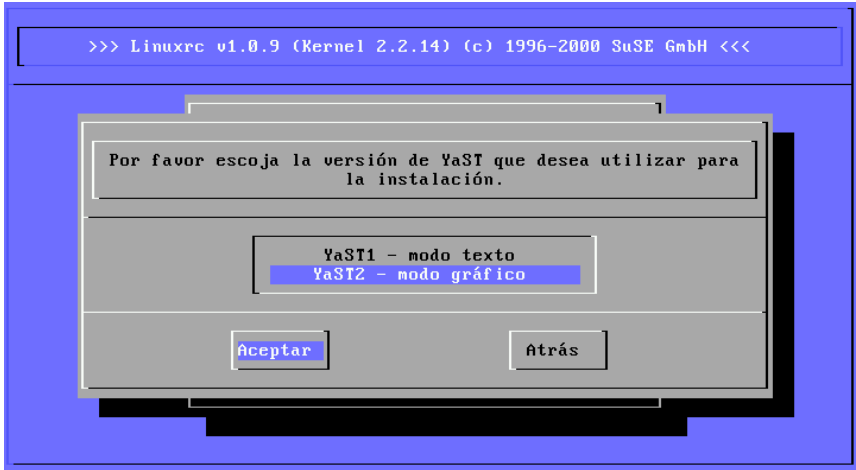 >>> Linuxrc v1.0.9 (Kernel 2.2.14) (c) 1996-2000 SuSE GmbH <<<
Por favor escoja la versión de YaST que desea utilizar para
la instalación.
YaST1 - modo texto
YaST2 - modo gráfico
Aceptar
Atrás